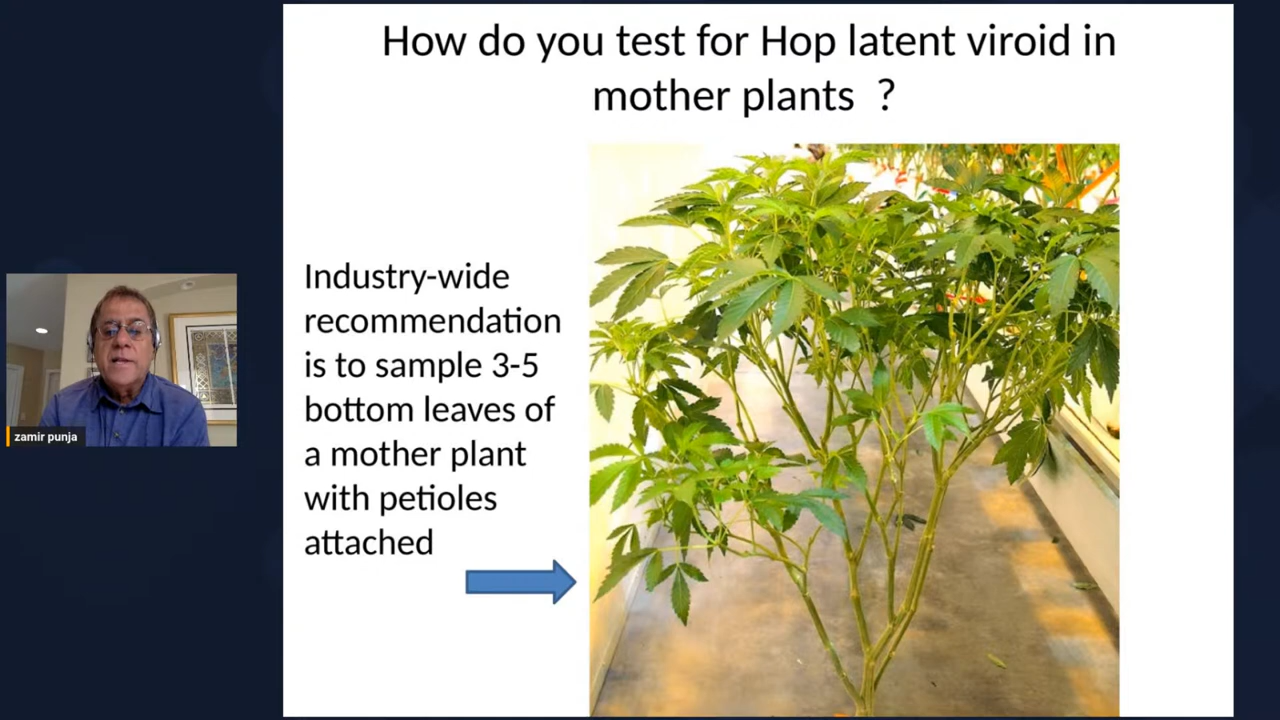 How do you test for Hop latent viroid in
mother plants ?
Industry-wide
recommendation
is to sample 3-5
bottom leaves of
a mother plant
with petioles
attached
zamir punja